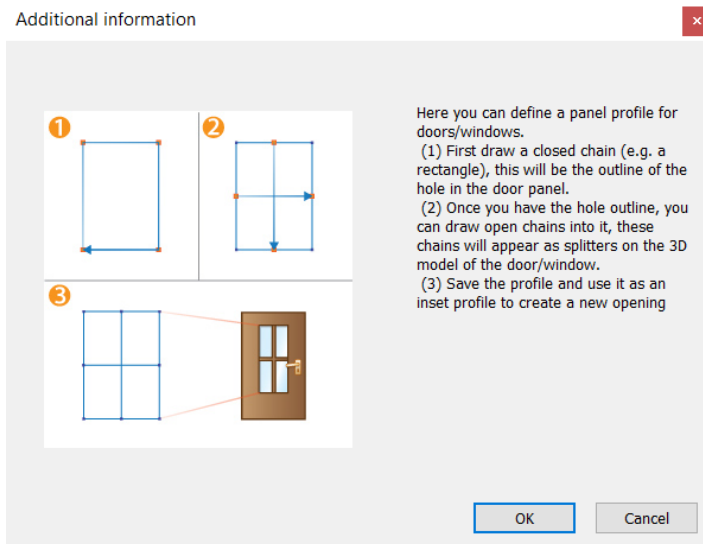 Additional information
×
1
2
3
Here you can define a panel profile for
doors/windows.
(1) First draw a closed chain (e.g. a
rectangle), this will be the outline of the
hole in the door panel.
(2) Once you have the hole outline, you
can draw open chains into it, these
chains will appear as splitters on the 3D
model of the door/window.
(3) Save the profile and use it as an
inset profile to create a new opening
OK
Cancel